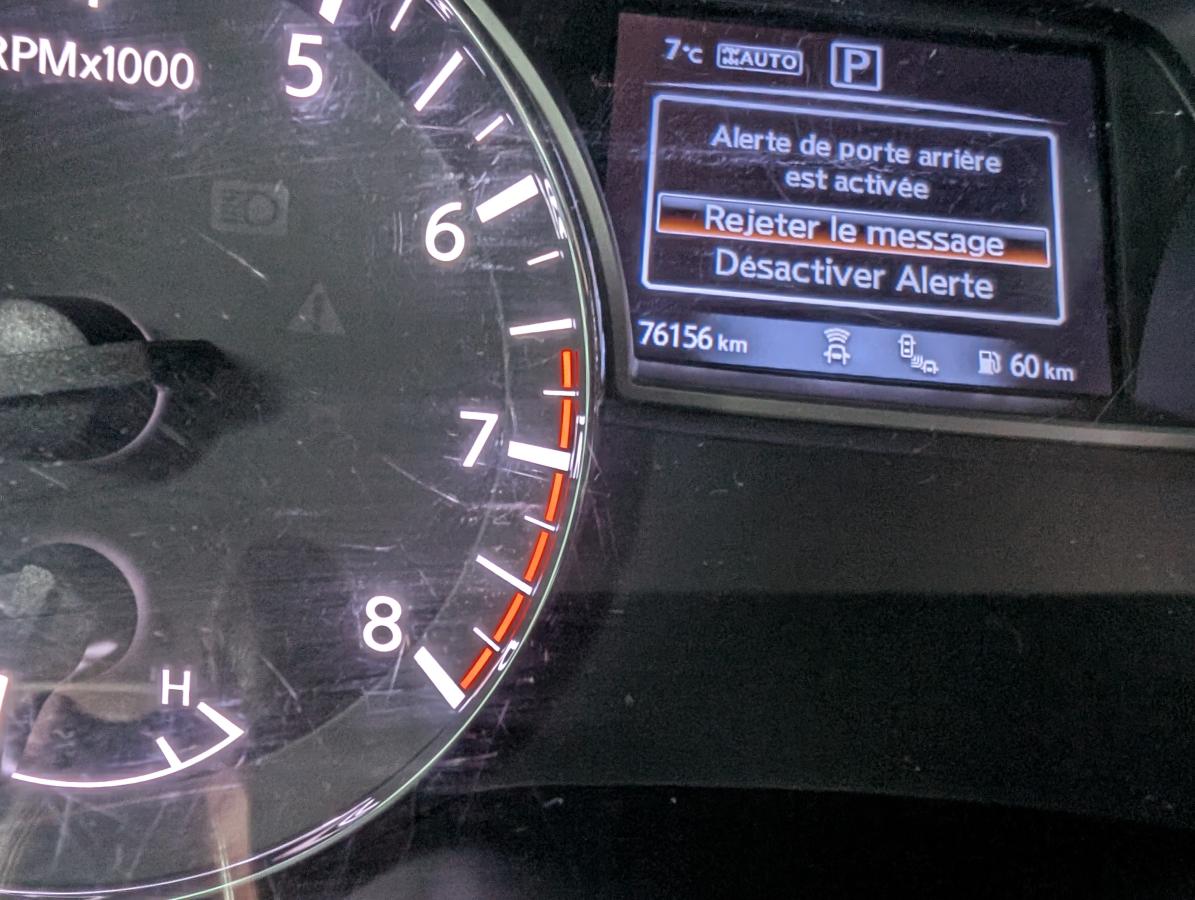 RPMx1000
5
6
7
8
H
7°C AUTO P
Alerte de porte arrière
est activée
Rejeter le message
Désactiver Alerte
76156 km 60 km